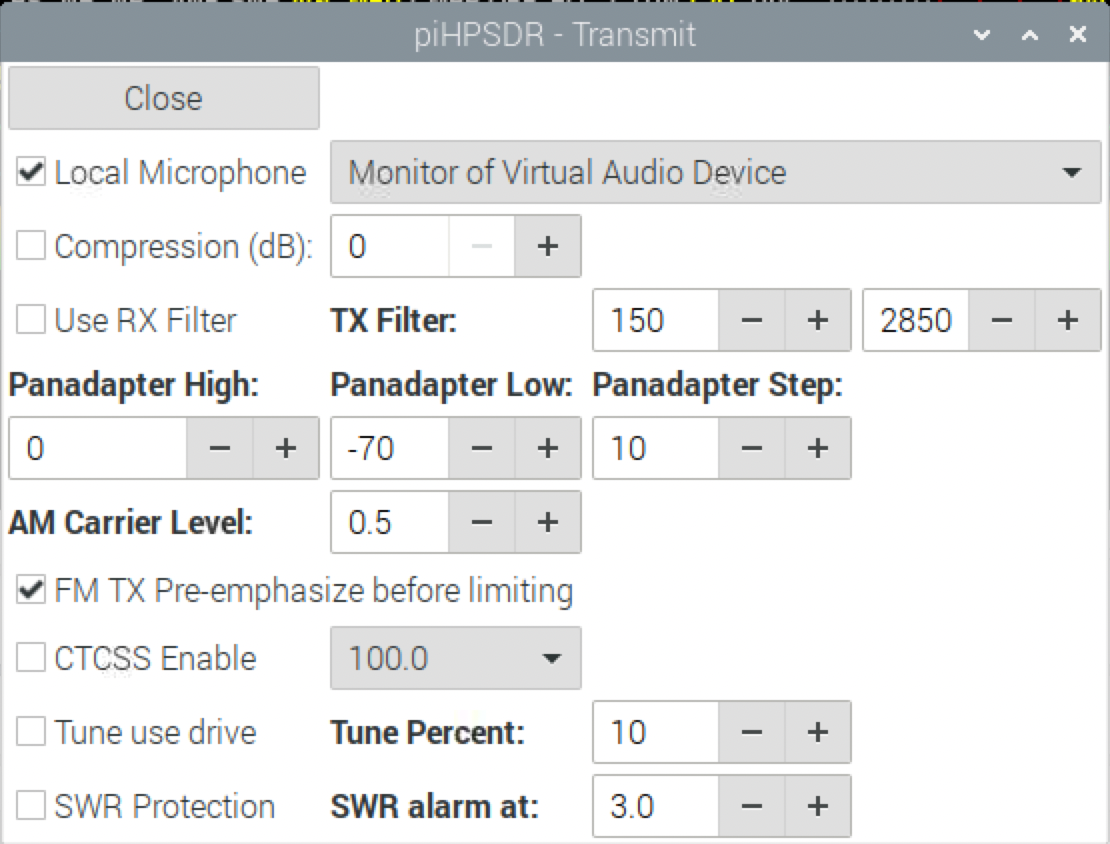 piHPSDR - Transmit
Close
Local Microphone Monitor of Virtual Audio Device
Compression (dB): 0 − +
Use RX Filter TX Filter: 150 − + 2850 − +
Panadapter High: Panadapter Low: Panadapter Step:
0 − + -70 − + 10 − +
AM Carrier Level: 0.5 − +
FM TX Pre-emphasize before limiting
CTCSS Enable 100.0
Tune use drive Tune Percent: 10 − +
SWR Protection SWR alarm at: 3.0 − +